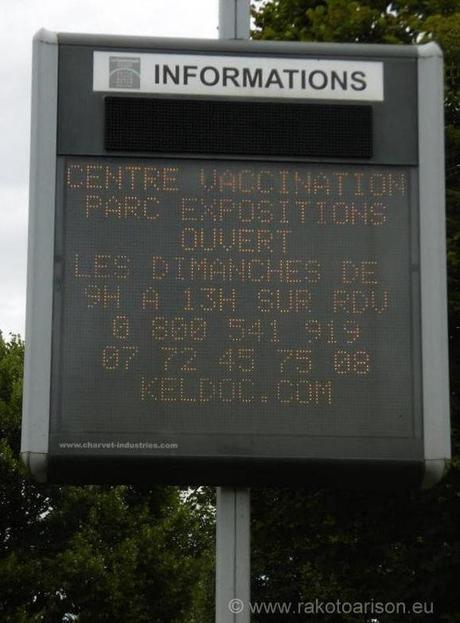 INFORMATIONS
CENTRE VACCINATION
PARC EXPOSITIONS
OUVERT
LES DIMANCHES DE
9H A 13H SUR RDV
0 800 541 919
07 72 45 75 08
KELDOC.COM
www.charvet-industries.com
© www.rakotoarison.eu